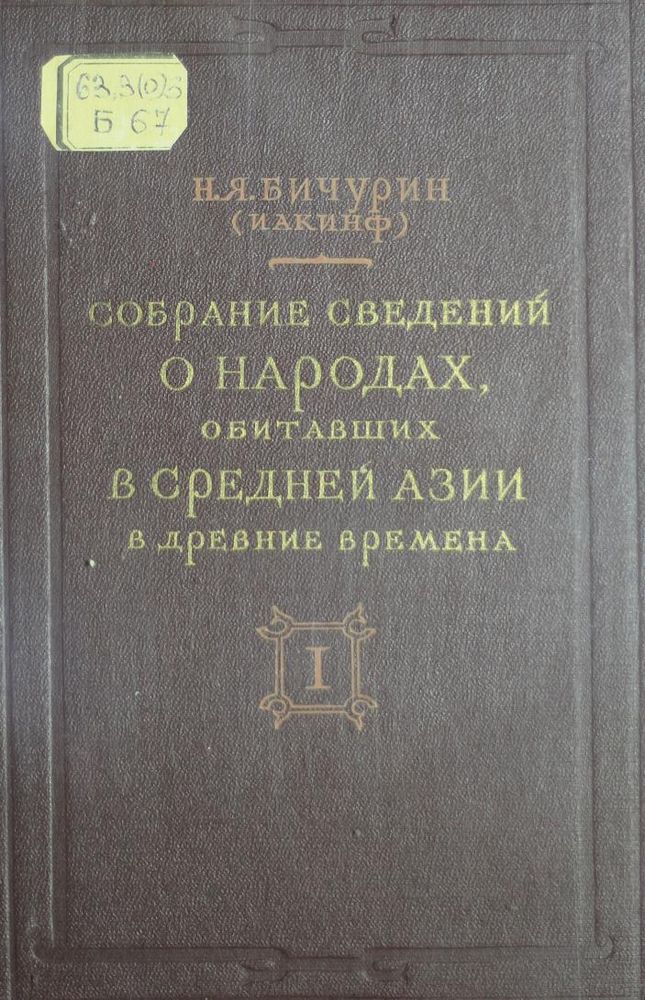 63.3(0)3
Б 67
Н.Я.БИЧУРИН
(ИАКИНФ)
СОБРАНИЕ СВЕДЕНИЙ
О НАРОДАХ,
ОБИТАВШИХ
В СРЕДНЕЙ АЗИИ
В ДРЕВНИЕ ВРЕМЕНА
I